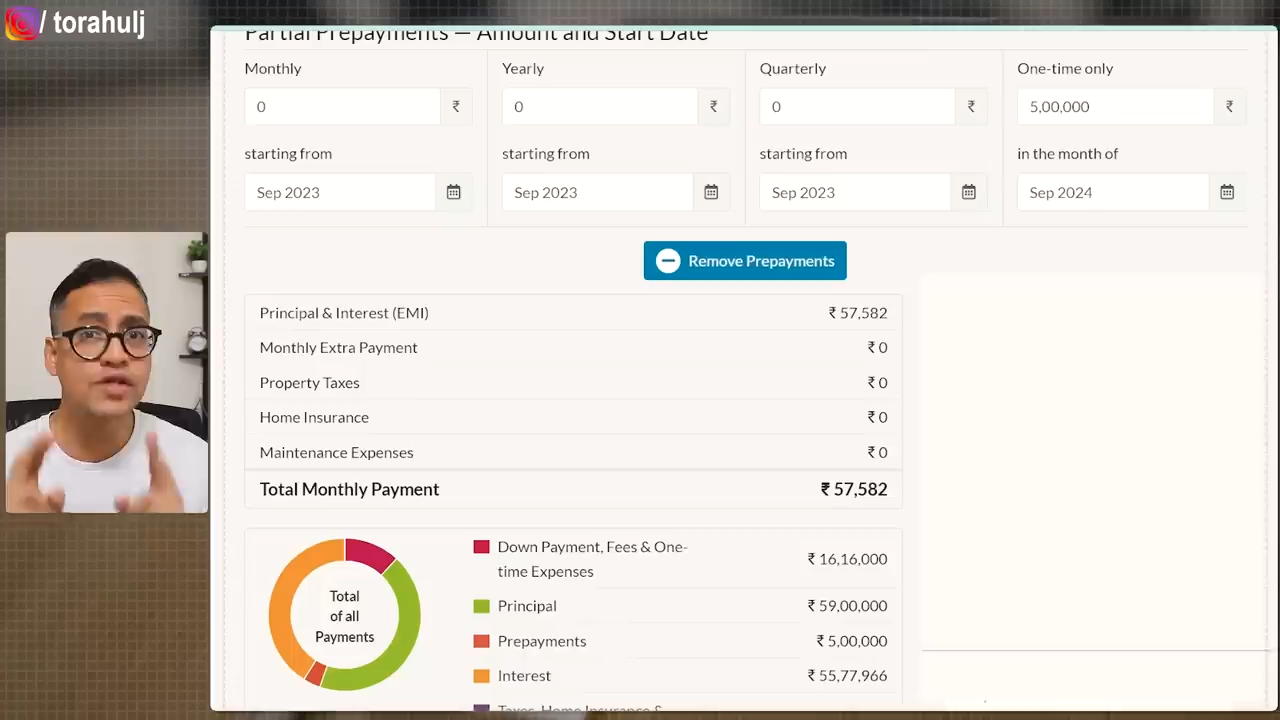 / torahulj
Partial Prepayments — Amount and Start Date
Monthly
Yearly
Quarterly
One-time only
0 ₹
0 ₹
0 ₹
5,00,000 ₹
starting from
starting from
starting from
in the month of
Sep 2023
Sep 2023
Sep 2023
Sep 2024
Remove Prepayments
Principal & Interest (EMI) ₹ 57,582
Monthly Extra Payment ₹ 0
Property Taxes ₹ 0
Home Insurance ₹ 0
Maintenance Expenses ₹ 0
Total Monthly Payment ₹ 57,582
Total
of all
Payments
Down Payment, Fees & One-
time Expenses ₹ 16,16,000
Principal ₹ 59,00,000
Prepayments ₹ 5,00,000
Interest ₹ 55,77,966
Taxes, Home Insurance &